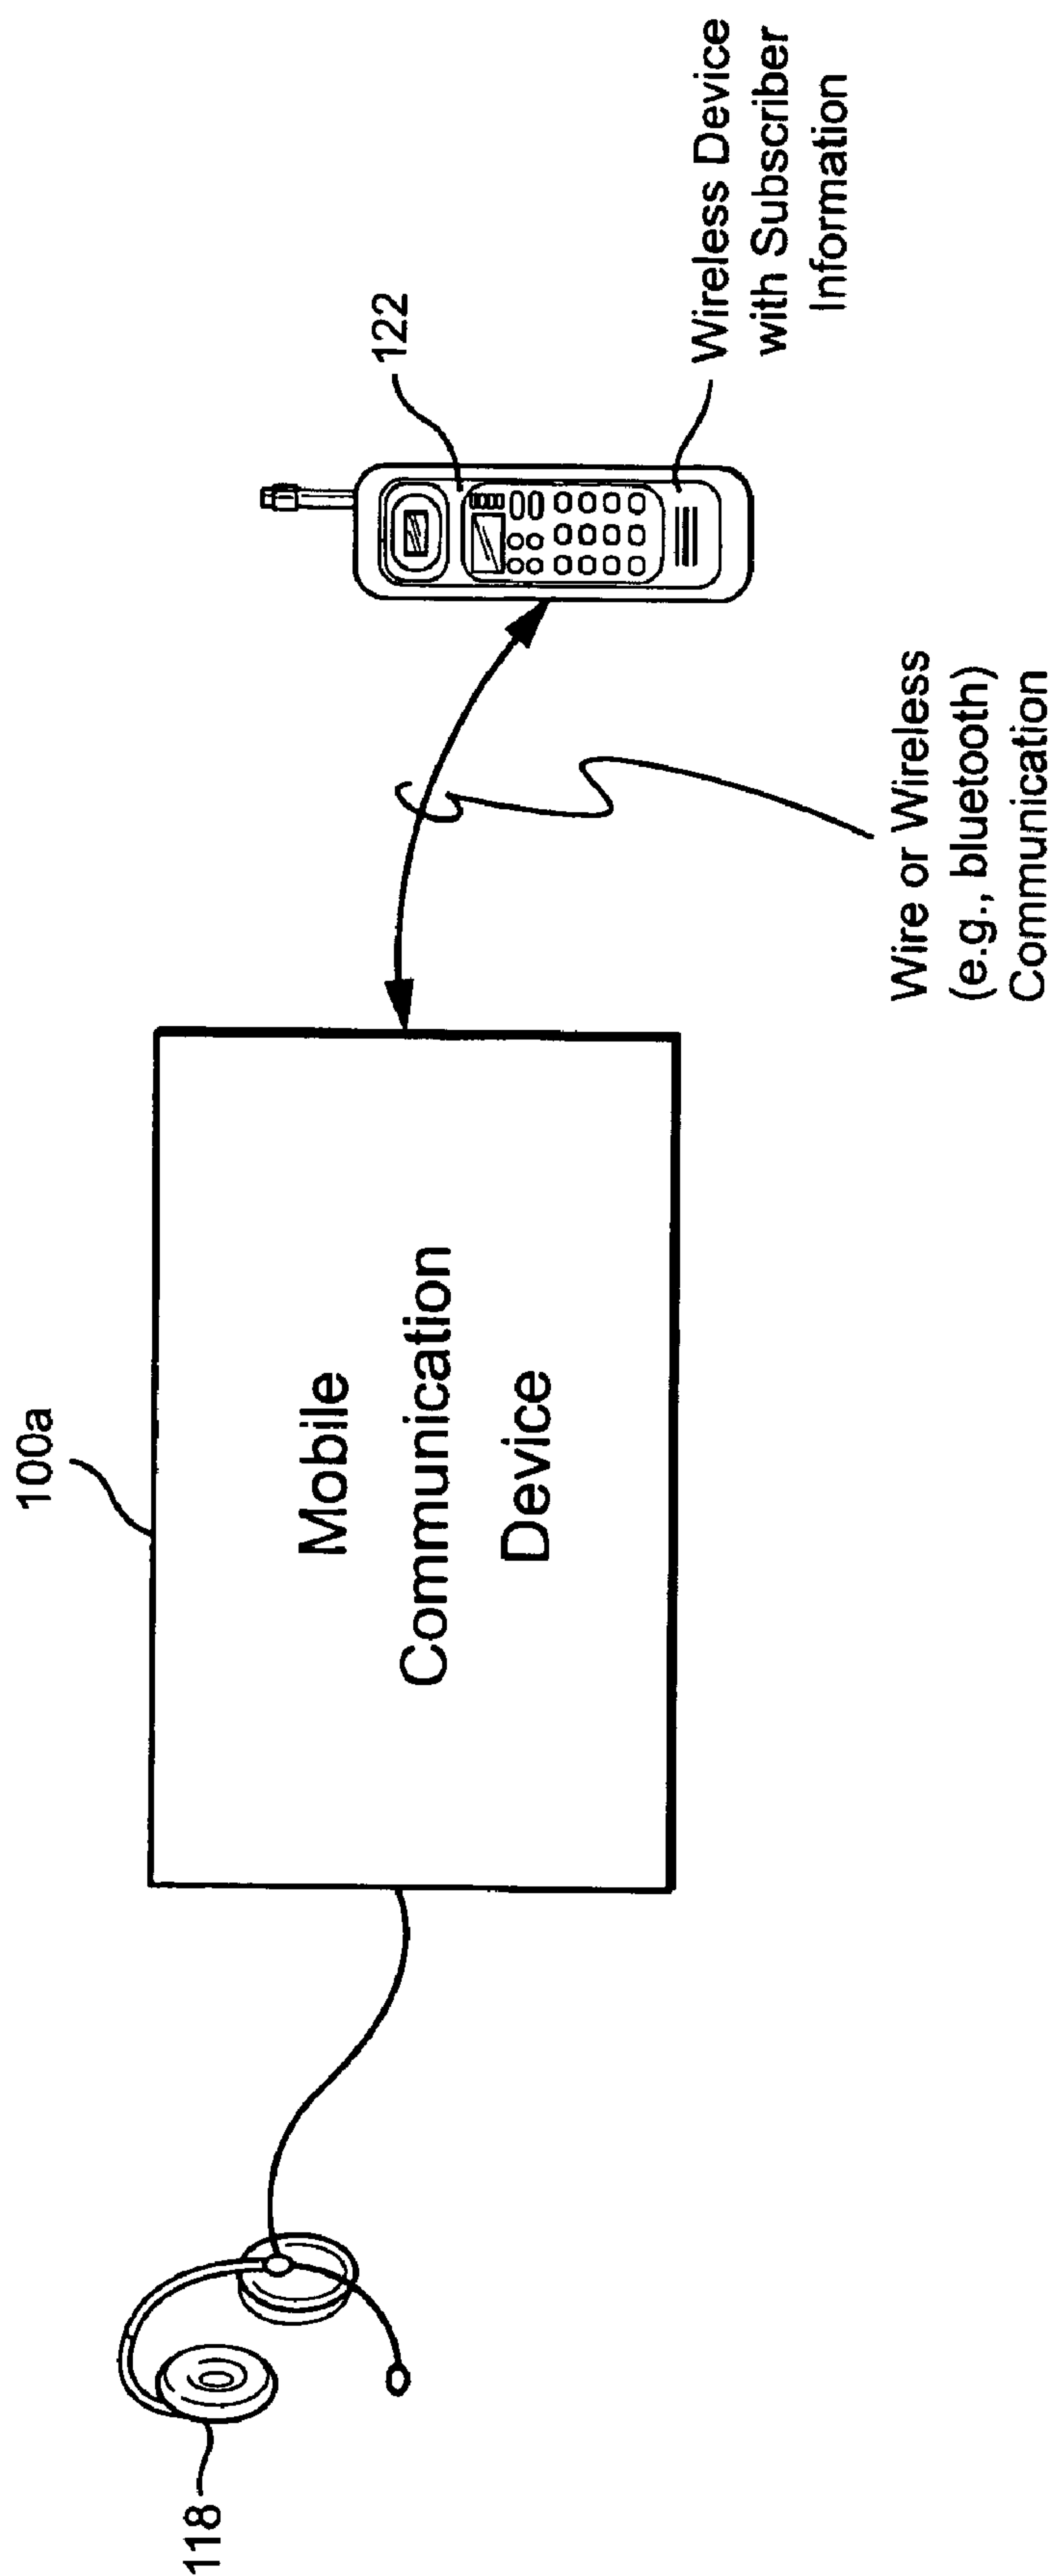 118
100a
Mobile
Communication
Device
122
Wireless Device
with Subscriber
Information
Wire or Wireless
(e.g., bluetooth)
Communication